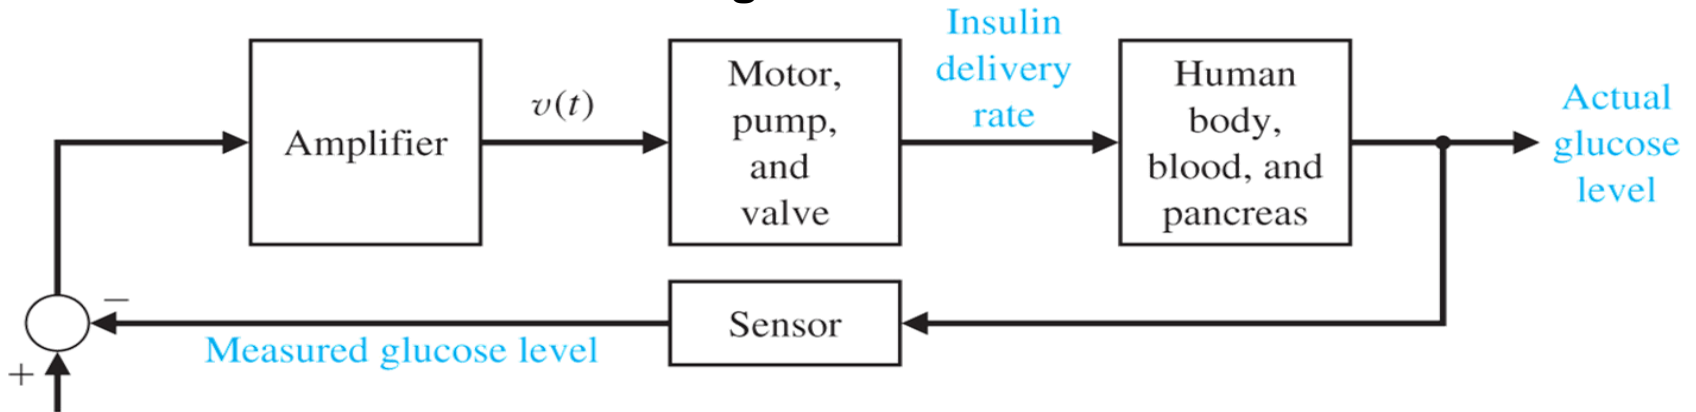 Insulin
delivery
rate
Amplifier
v(t)
Motor,
pump,
and
valve
Human
body,
blood, and
pancreas
Actual
glucose
level
−
Sensor
Measured glucose level
+